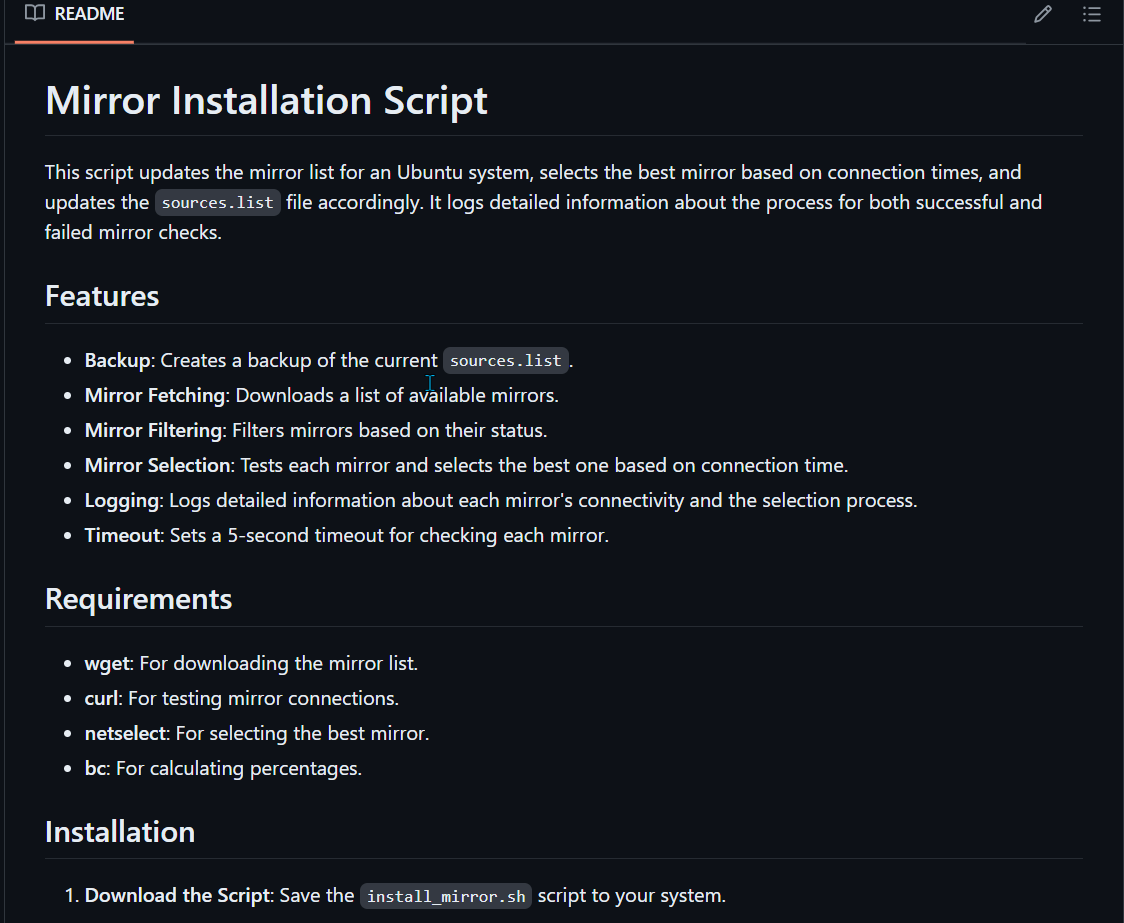 README
Mirror Installation Script
This script updates the mirror list for an Ubuntu system, selects the best mirror based on connection times, and
updates the sources.list file accordingly. It logs detailed information about the process for both successful and
failed mirror checks.
Features
• Backup: Creates a backup of the current sources.list.
• Mirror Fetching: Downloads a list of available mirrors.
• Mirror Filtering: Filters mirrors based on their status.
• Mirror Selection: Tests each mirror and selects the best one based on connection time.
• Logging: Logs detailed information about each mirror's connectivity and the selection process.
• Timeout: Sets a 5-second timeout for checking each mirror.
Requirements
• wget: For downloading the mirror list.
• curl: For testing mirror connections.
• netselect: For selecting the best mirror.
• bc: For calculating percentages.
Installation
1. Download the Script: Save the install_mirror.sh script to your system.